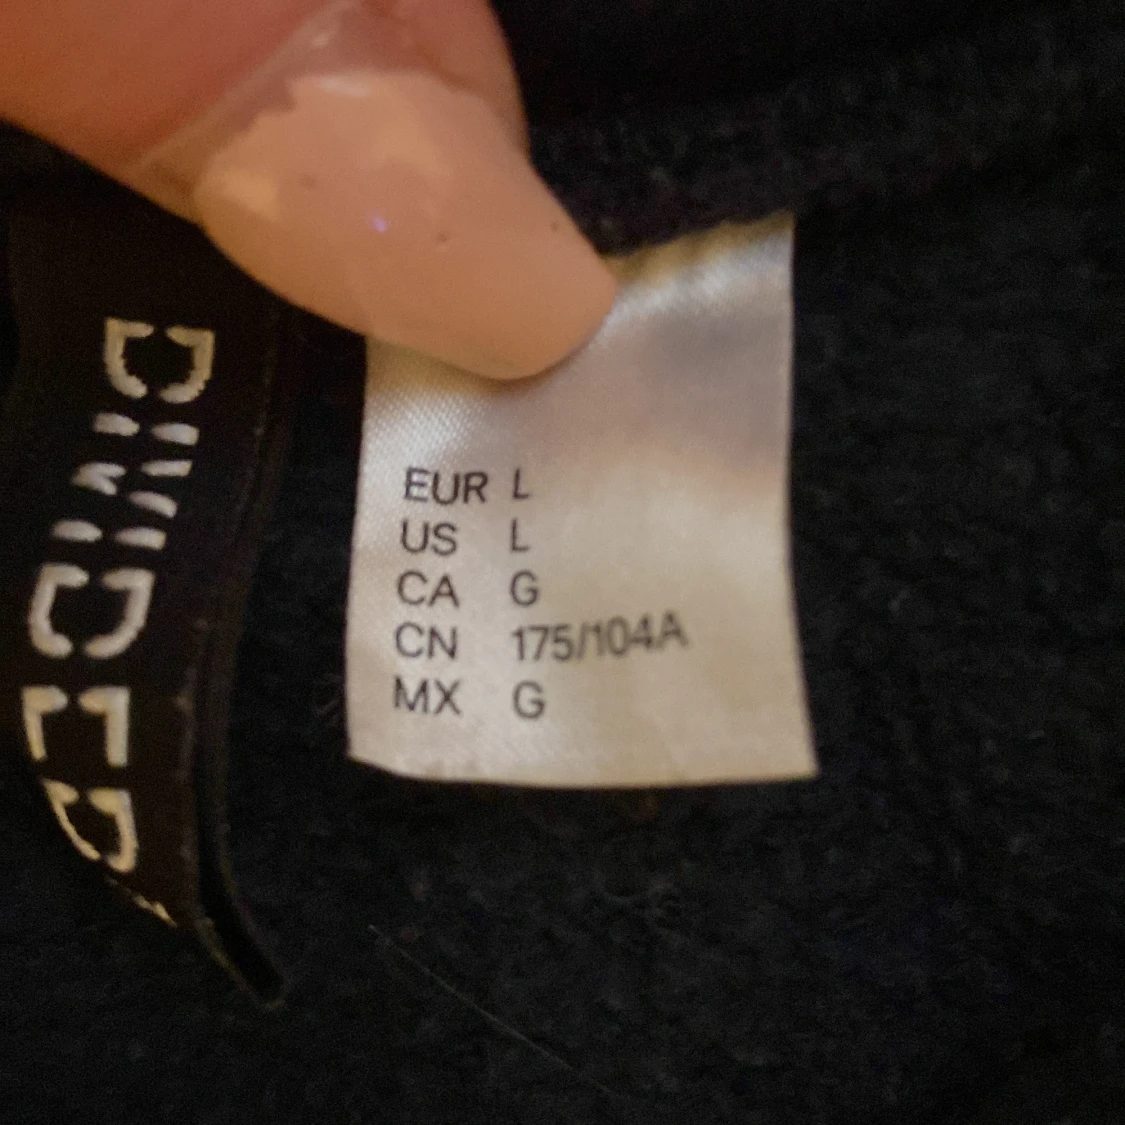 DIVIDED
EUR L
US L
CA G
CN 175/104A
MX G